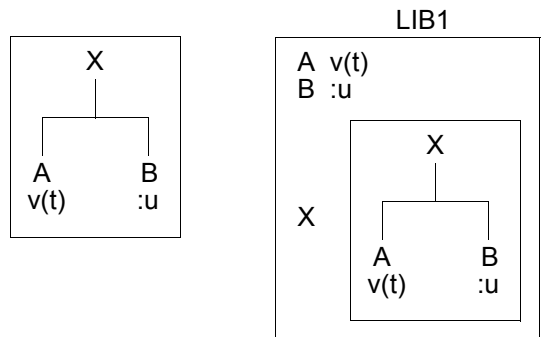 X
A B
v(t) :u
LIB1
A v(t)
B :u
X
X
A B
v(t) :u